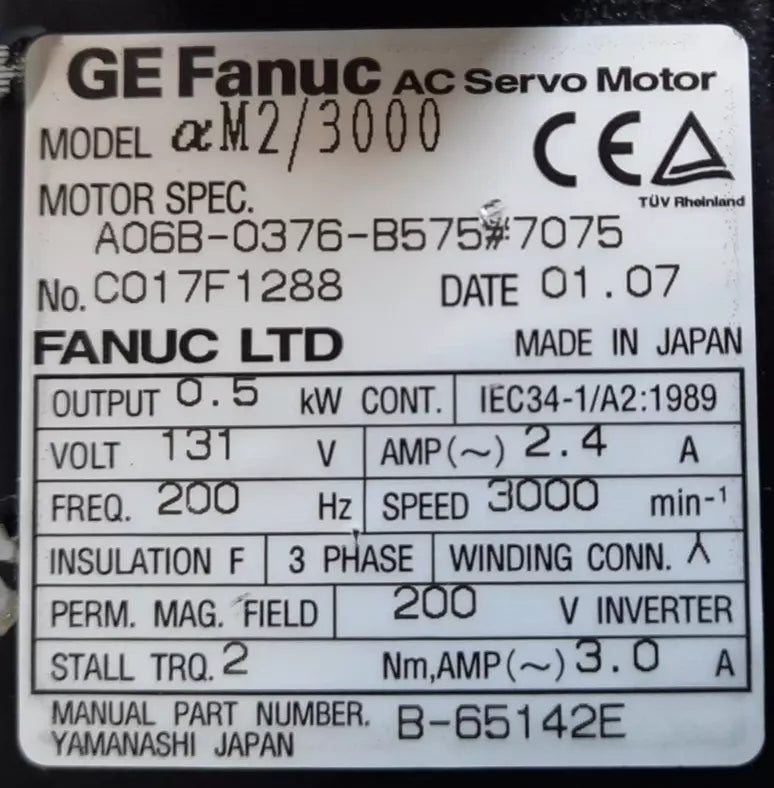 GE Fanuc AC Servo Motor
MODEL αM2/3000
CE
TÜV Rheinland
MOTOR SPEC.
A06B-0376-B575#7075
No. C017F1288 DATE 01.07
FANUC LTD MADE IN JAPAN
OUTPUT 0.5 kW CONT. IEC34-1/A2:1989
VOLT 131 V AMP(~) 2.4 A
FREQ. 200 Hz SPEED 3000 min-¹
INSULATION F 3 PHASE WINDING CONN. ⅄
PERM. MAG. FIELD 200 V INVERTER
STALL TRQ. 2 Nm,AMP(~) 3.0 A
MANUAL PART NUMBER. B-65142E
YAMANASHI JAPAN